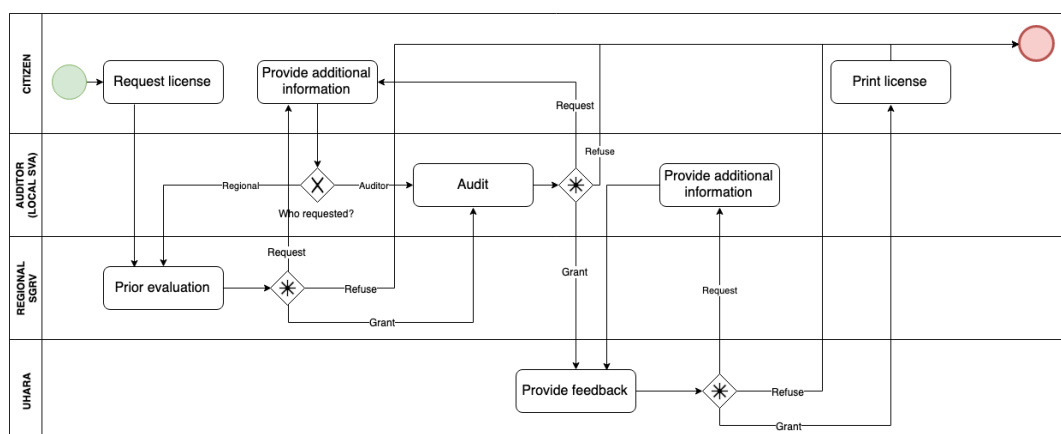 CITIZEN
Request license
Provide additional
information
Print license
Request
Refuse
AUDITOR
(LOCAL SVA)
Regional
Auditor
Who requested?
Audit
Provide additional
information
REGIONAL
SGRV
Prior evaluation
Request
Refuse
Grant
Grant
Request
UHARA
Provide feedback
Refuse
Grant